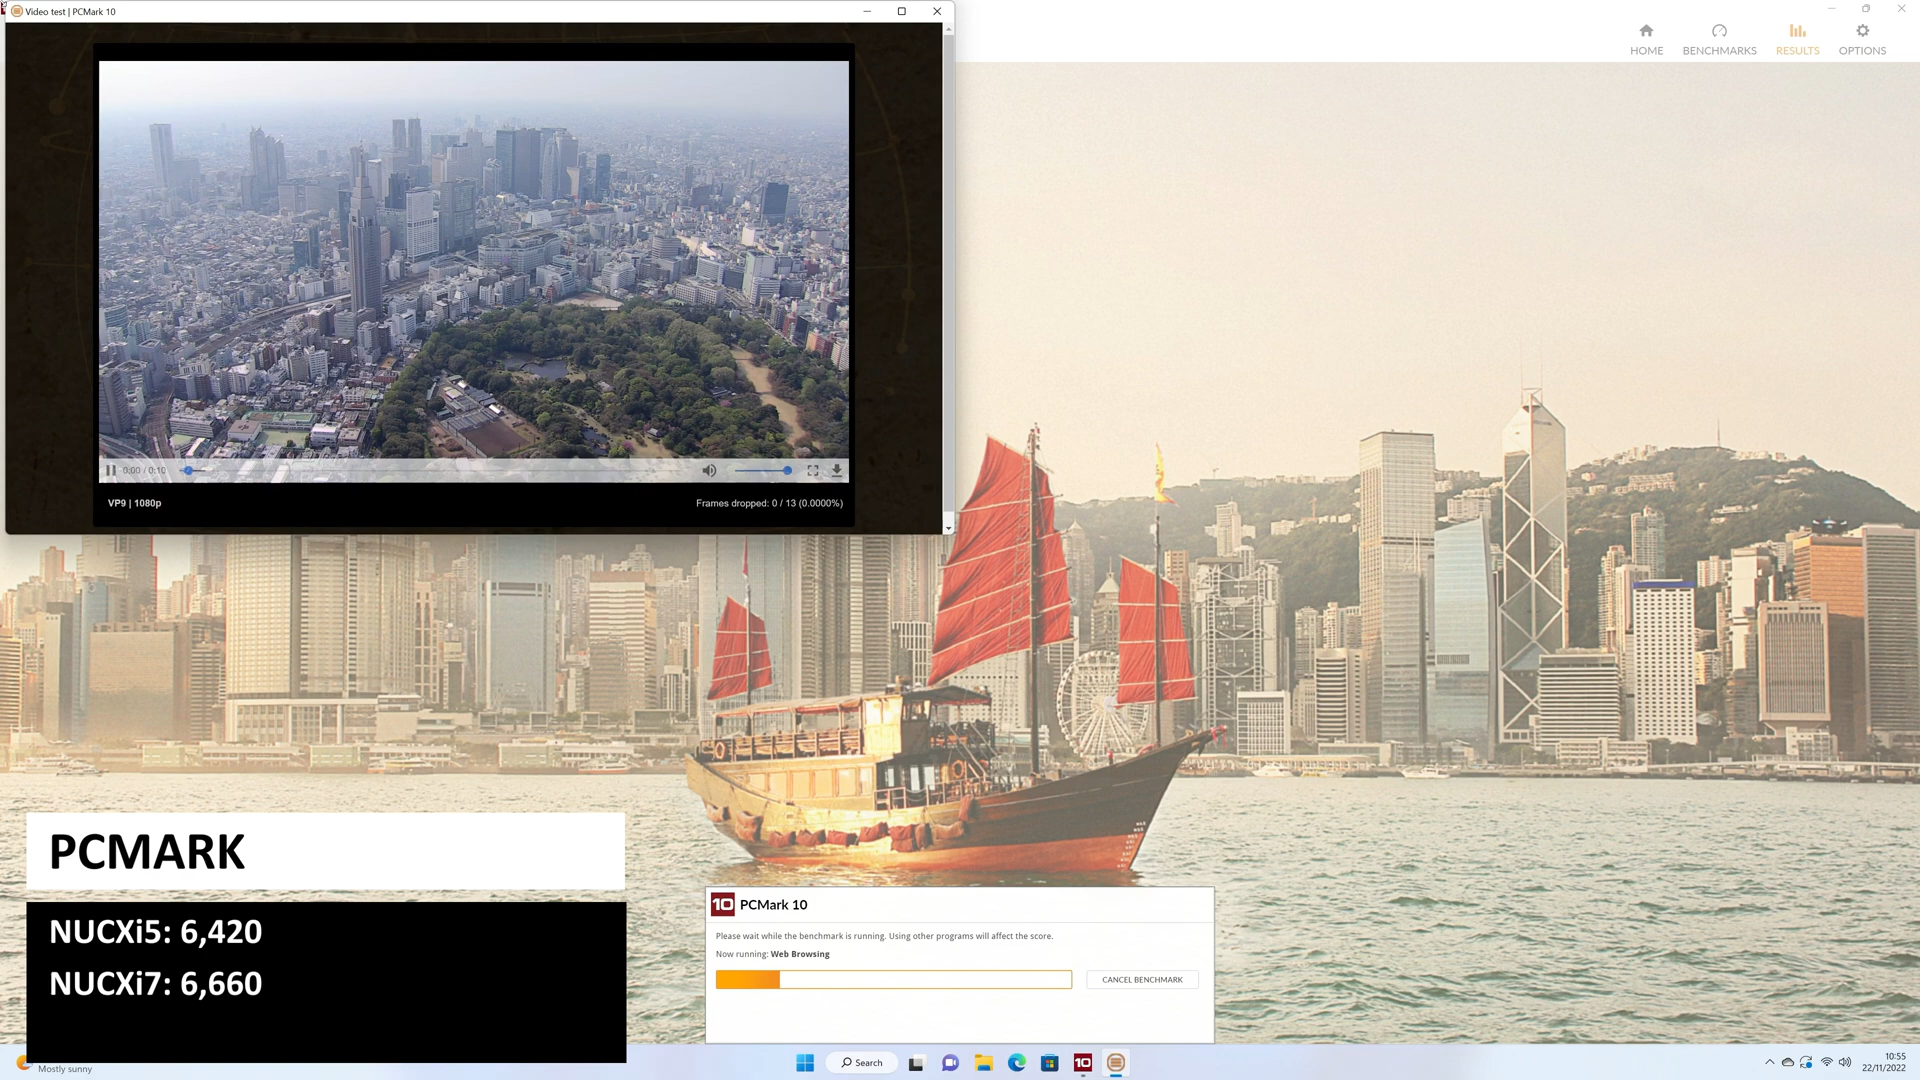 Video test | PCMark 10
HOME
BENCHMARKS
RESULTS
OPTIONS
0:00 / 0:10
VP9 | 1080p
Frames dropped: 0 / 13 (0.0000%)
PCMARK
NUCXi5: 6,420
NUCXi7: 6,660
10 PCMark 10
Please wait while the benchmark is running. Using other programs will affect the score.
Now running: Web Browsing
CANCEL BENCHMARK
Mostly sunny
Search
10
10:55
22/11/2022